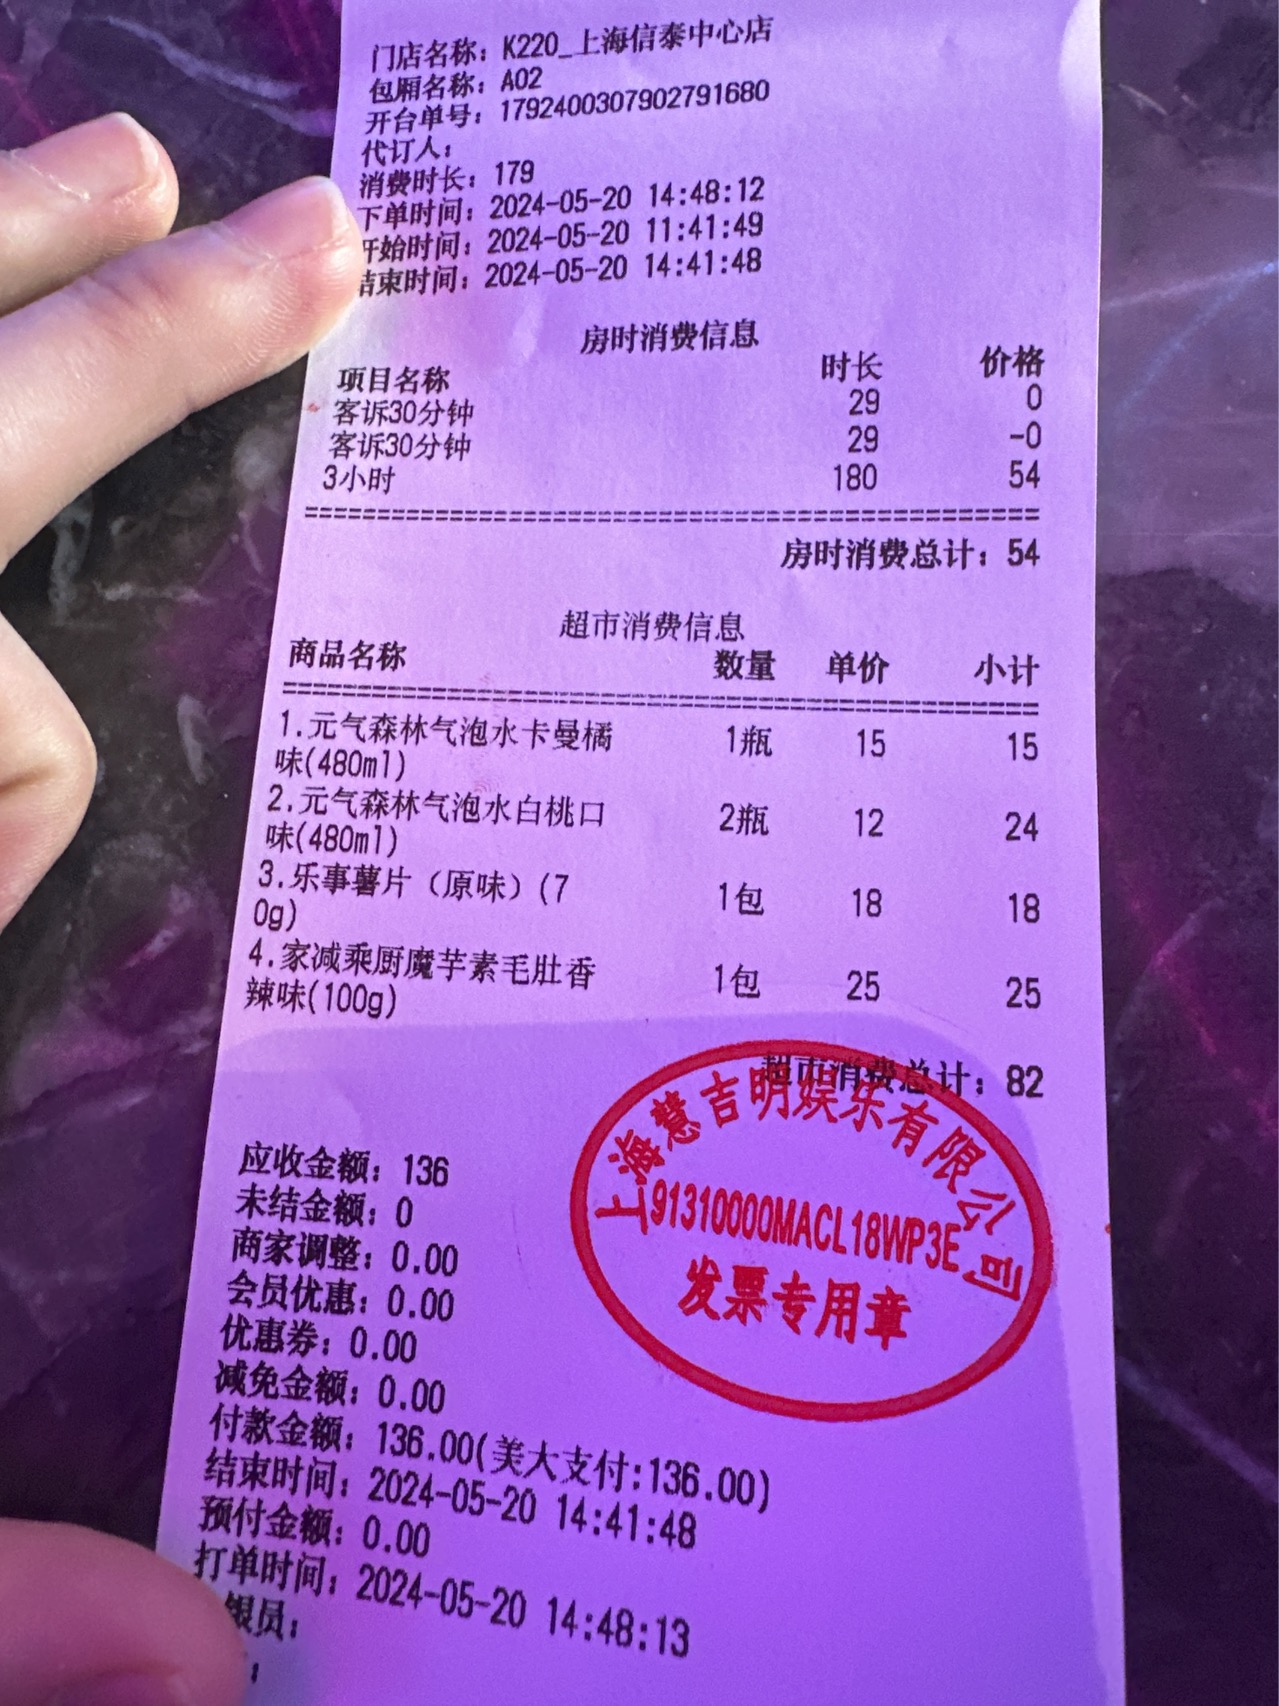 门店名称：K220_上海信泰中心店
包厢名称：A02
开台单号：1792400307902791680
代订人：
消费时长：179
下单时间：2024-05-20 14:48:12
开始时间：2024-05-20 11:41:49
结束时间：2024-05-20 14:41:48
房时消费信息
项目名称 时长 价格
客诉30分钟 29 0
客诉30分钟 29 -0
3小时 180 54
房时消费总计：54
超市消费信息
商品名称 数量 单价 小计
1.元气森林气泡水卡曼橘 1瓶 15 15
味(480ml)
2.元气森林气泡水白桃口 2瓶 12 24
味(480ml)
3.乐事薯片（原味）(7 1包 18 18
0g)
4.家减乘厨魔芋素毛肚香 1包 25 25
辣味(100g)
超市消费总计：82
上海慧吉明娱乐有限公司
91310000MACL18WP3E
发票专用章
应收金额：136
未结金额：0
商家调整：0.00
会员优惠：0.00
优惠券：0.00
减免金额：0.00
付款金额：136.00(美大支付:136.00)
结束时间：2024-05-20 14:41:48
预付金额：0.00
打单时间：2024-05-20 14:48:13
银员：